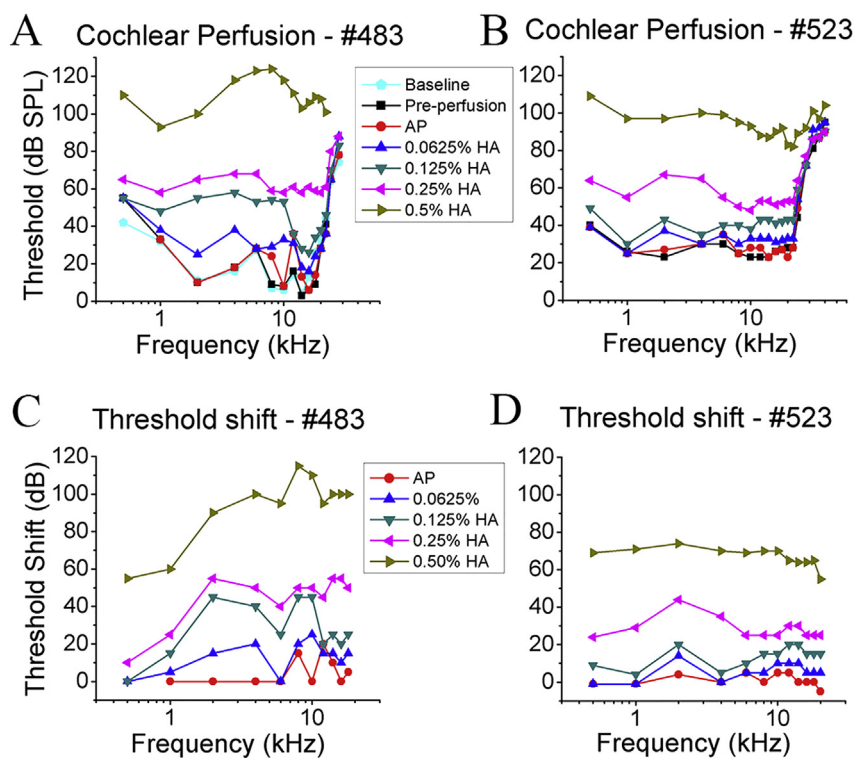 A
Cochlear Perfusion - #483
Threshold (dB SPL)
120
100
80
60
40
20
0
1
10
Frequency (kHz)
Baseline
Pre-perfusion
AP
0.0625% HA
0.125% HA
0.25% HA
0.5% HA
B
Cochlear Perfusion - #523
120
100
80
60
40
20
0
1
10
Frequency (kHz)
C
Threshold shift - #483
Threshold Shift (dB)
120
100
80
60
40
20
0
1
10
Frequency (kHz)
AP
0.0625%
0.125% HA
0.25% HA
0.50% HA
D
Threshold shift - #523
120
100
80
60
40
20
0
1
10
Frequency (kHz)